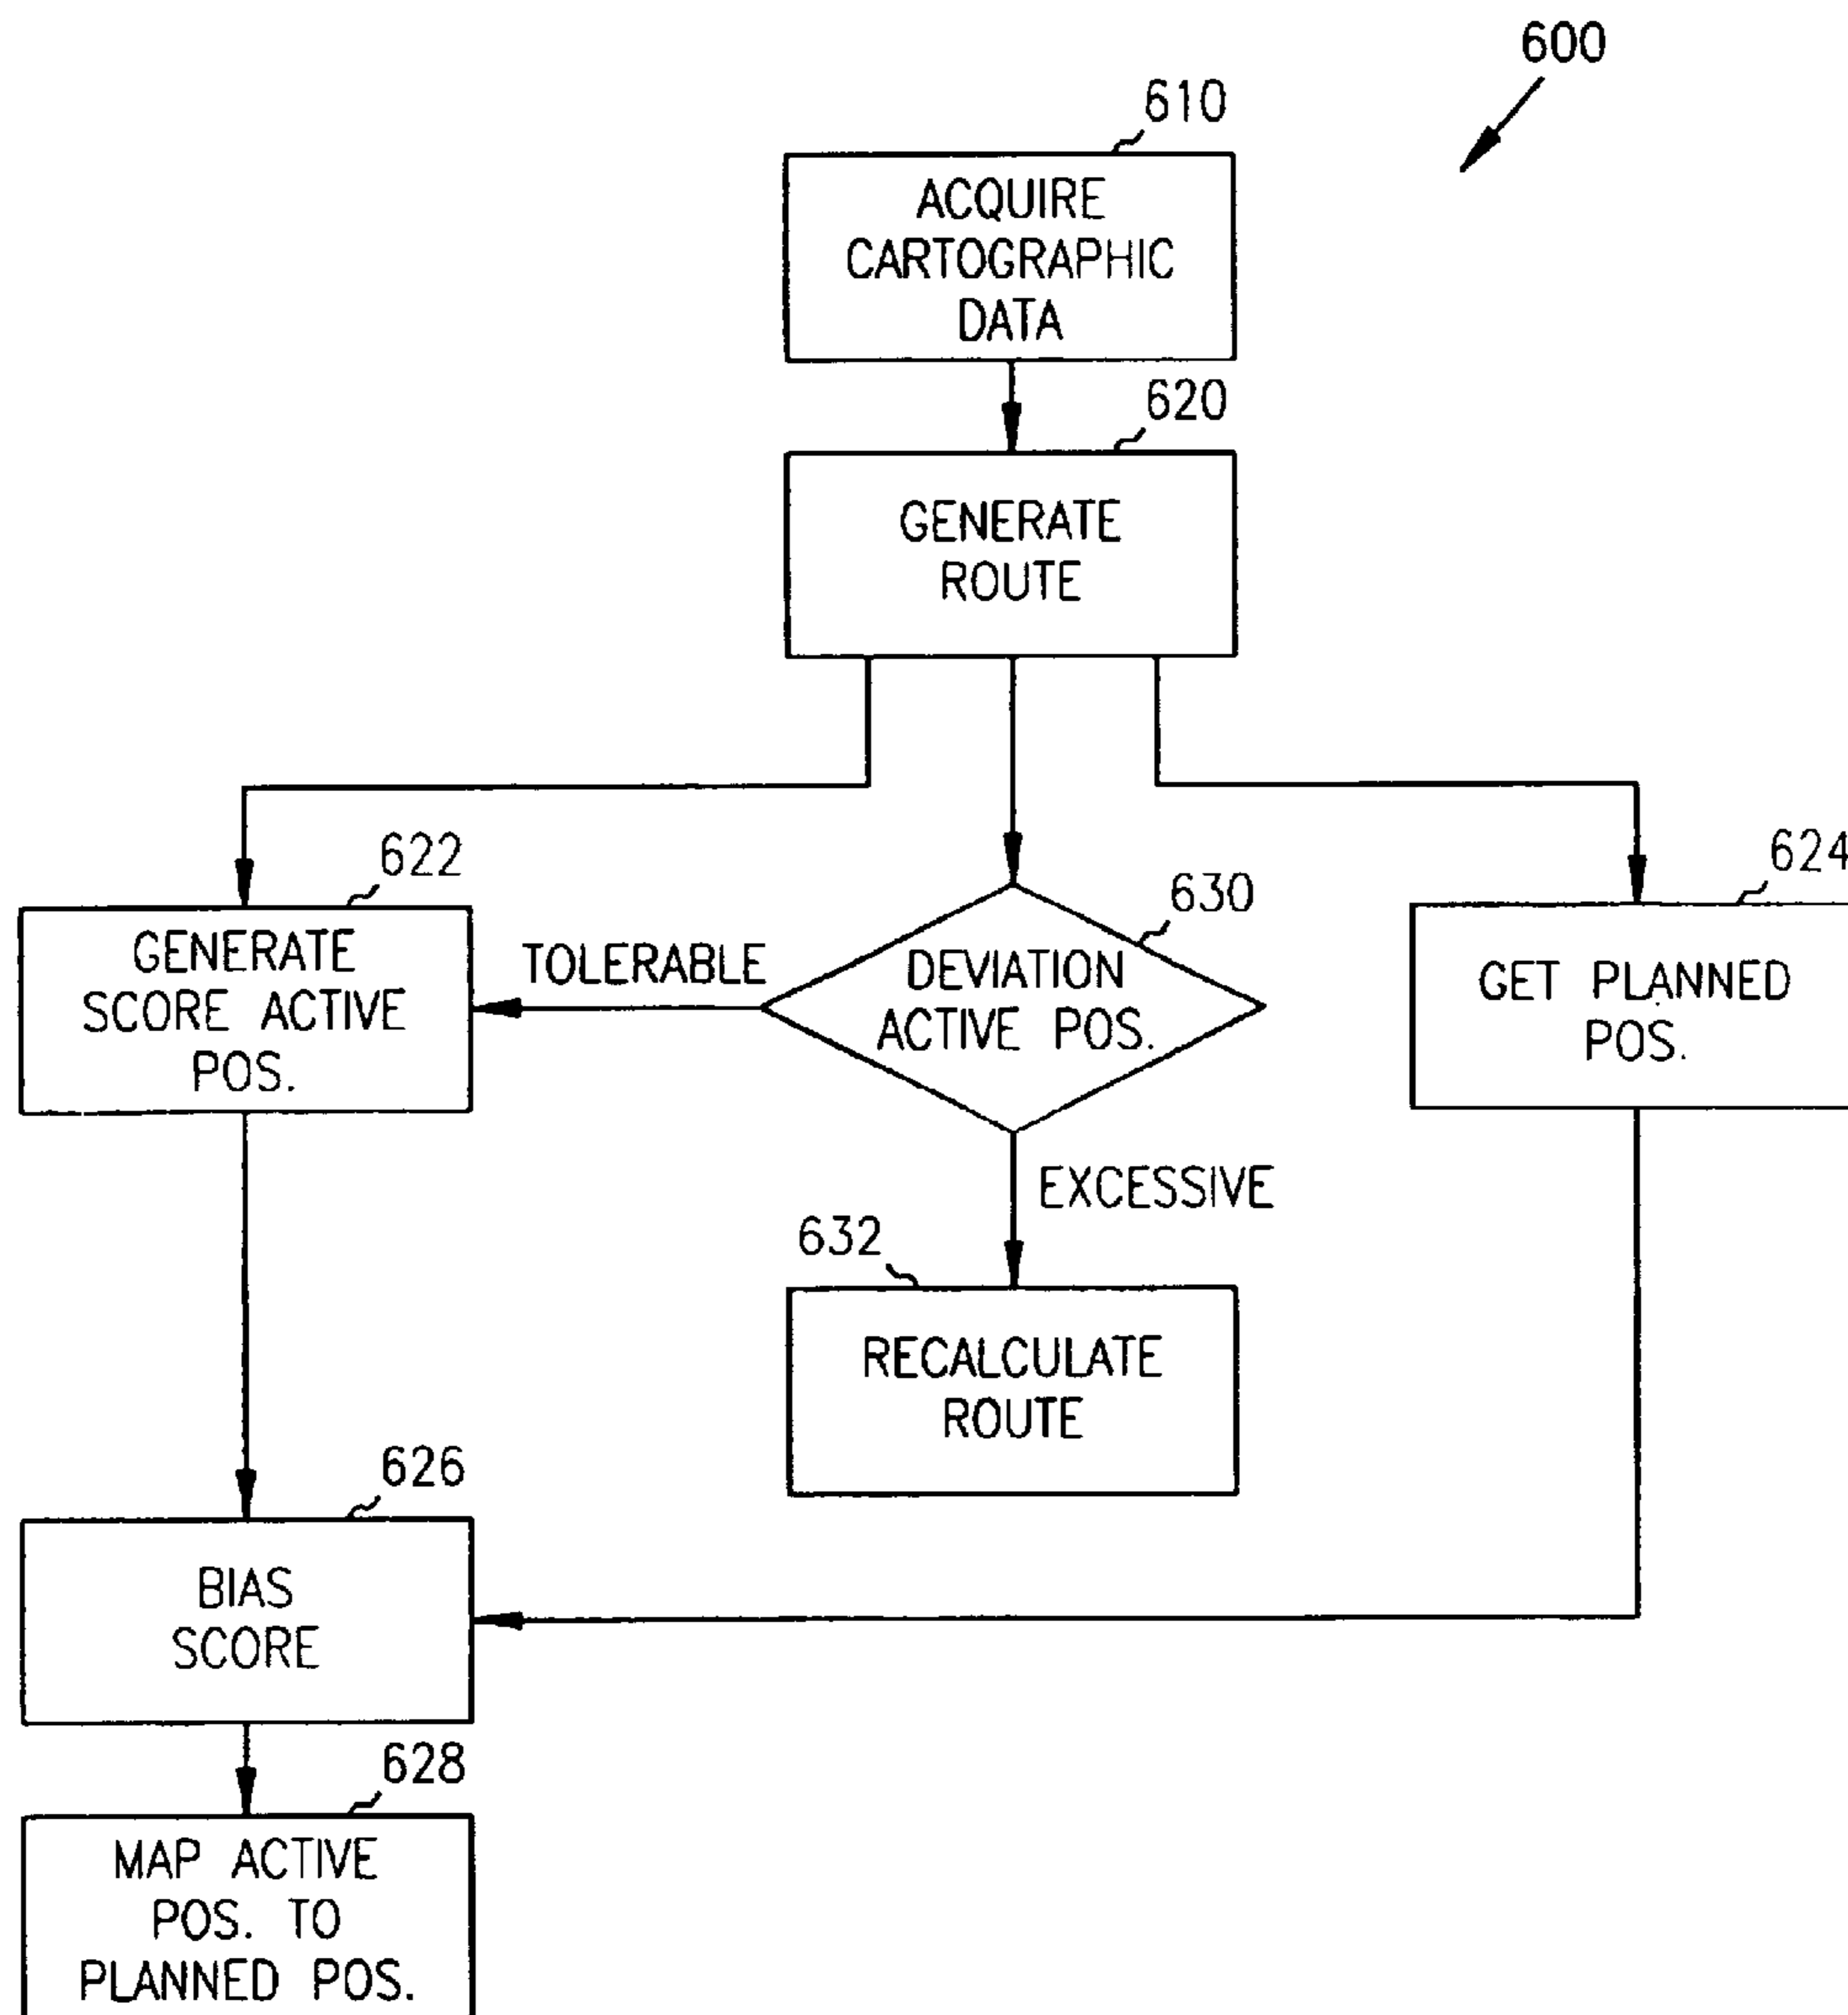 600
610
ACQUIRE
CARTOGRAPHIC
DATA
620
GENERATE
ROUTE
622
GENERATE
SCORE ACTIVE
POS.
TOLERABLE
630
DEVIATION
ACTIVE POS.
624
GET PLANNED
POS.
EXCESSIVE
632
RECALCULATE
ROUTE
626
BIAS
SCORE
628
MAP ACTIVE
POS. TO
PLANNED POS.